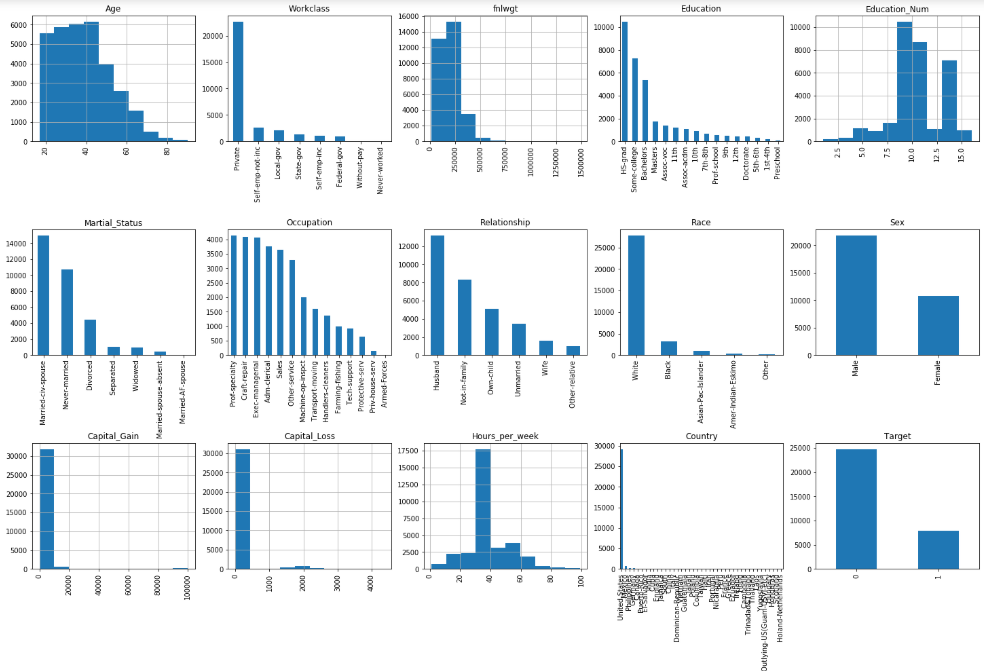 Age
6000
5000
4000
3000
2000
1000
0
20
40
60
80
Workclass
20000
15000
10000
5000
0
Private
Self-emp-not-inc
Local-gov
State-gov
Self-emp-inc
Federal-gov
Without-pay
Never-worked
fnlwgt
16000
14000
12000
10000
8000
6000
4000
2000
0
0
250000
500000
750000
1000000
1250000
1500000
Education
10000
8000
6000
4000
2000
0
HS-grad
Some-college
Bachelors
Masters
Assoc-voc
11th
Assoc-acdm
10th
7th-8th
Prof-school
9th
12th
Doctorate
5th-6th
1st-4th
Preschool
Education_Num
10000
8000
6000
4000
2000
0
2.5
5.0
7.5
10.0
12.5
15.0
Martial_Status
14000
12000
10000
8000
6000
4000
2000
0
Married-civ-spouse
Never-married
Divorced
Separated
Widowed
Married-spouse-absent
Married-AF-spouse
Occupation
4000
3500
3000
2500
2000
1500
1000
500
0
Prof-specialty
Craft-repair
Exec-managerial
Adm-clerical
Sales
Other-service
Machine-op-inspct
Transport-moving
Handlers-cleaners
Farming-fishing
Tech-support
Protective-serv
Priv-house-serv
Armed-Forces
Relationship
12000
10000
8000
6000
4000
2000
0
Husband
Not-in-family
Own-child
Unmarried
Wife
Other-relative
Race
25000
20000
15000
10000
5000
0
White
Black
Asian-Pac-Islander
Amer-Indian-Eskimo
Other
Sex
20000
15000
10000
5000
0
Male
Female
Capital_Gain
30000
25000
20000
15000
10000
5000
0
0
20000
40000
60000
80000
100000
Capital_Loss
30000
25000
20000
15000
10000
5000
0
0
1000
2000
3000
4000
Hours_per_week
17500
15000
12500
10000
7500
5000
2500
0
0
20
40
60
80
100
Country
30000
25000
20000
15000
10000
5000
0
United-States
Dominican-Republic
Outlying-US(Guam-USVI-etc)
Holand-Netherlands
Target
25000
20000
15000
10000
5000
0
0
1